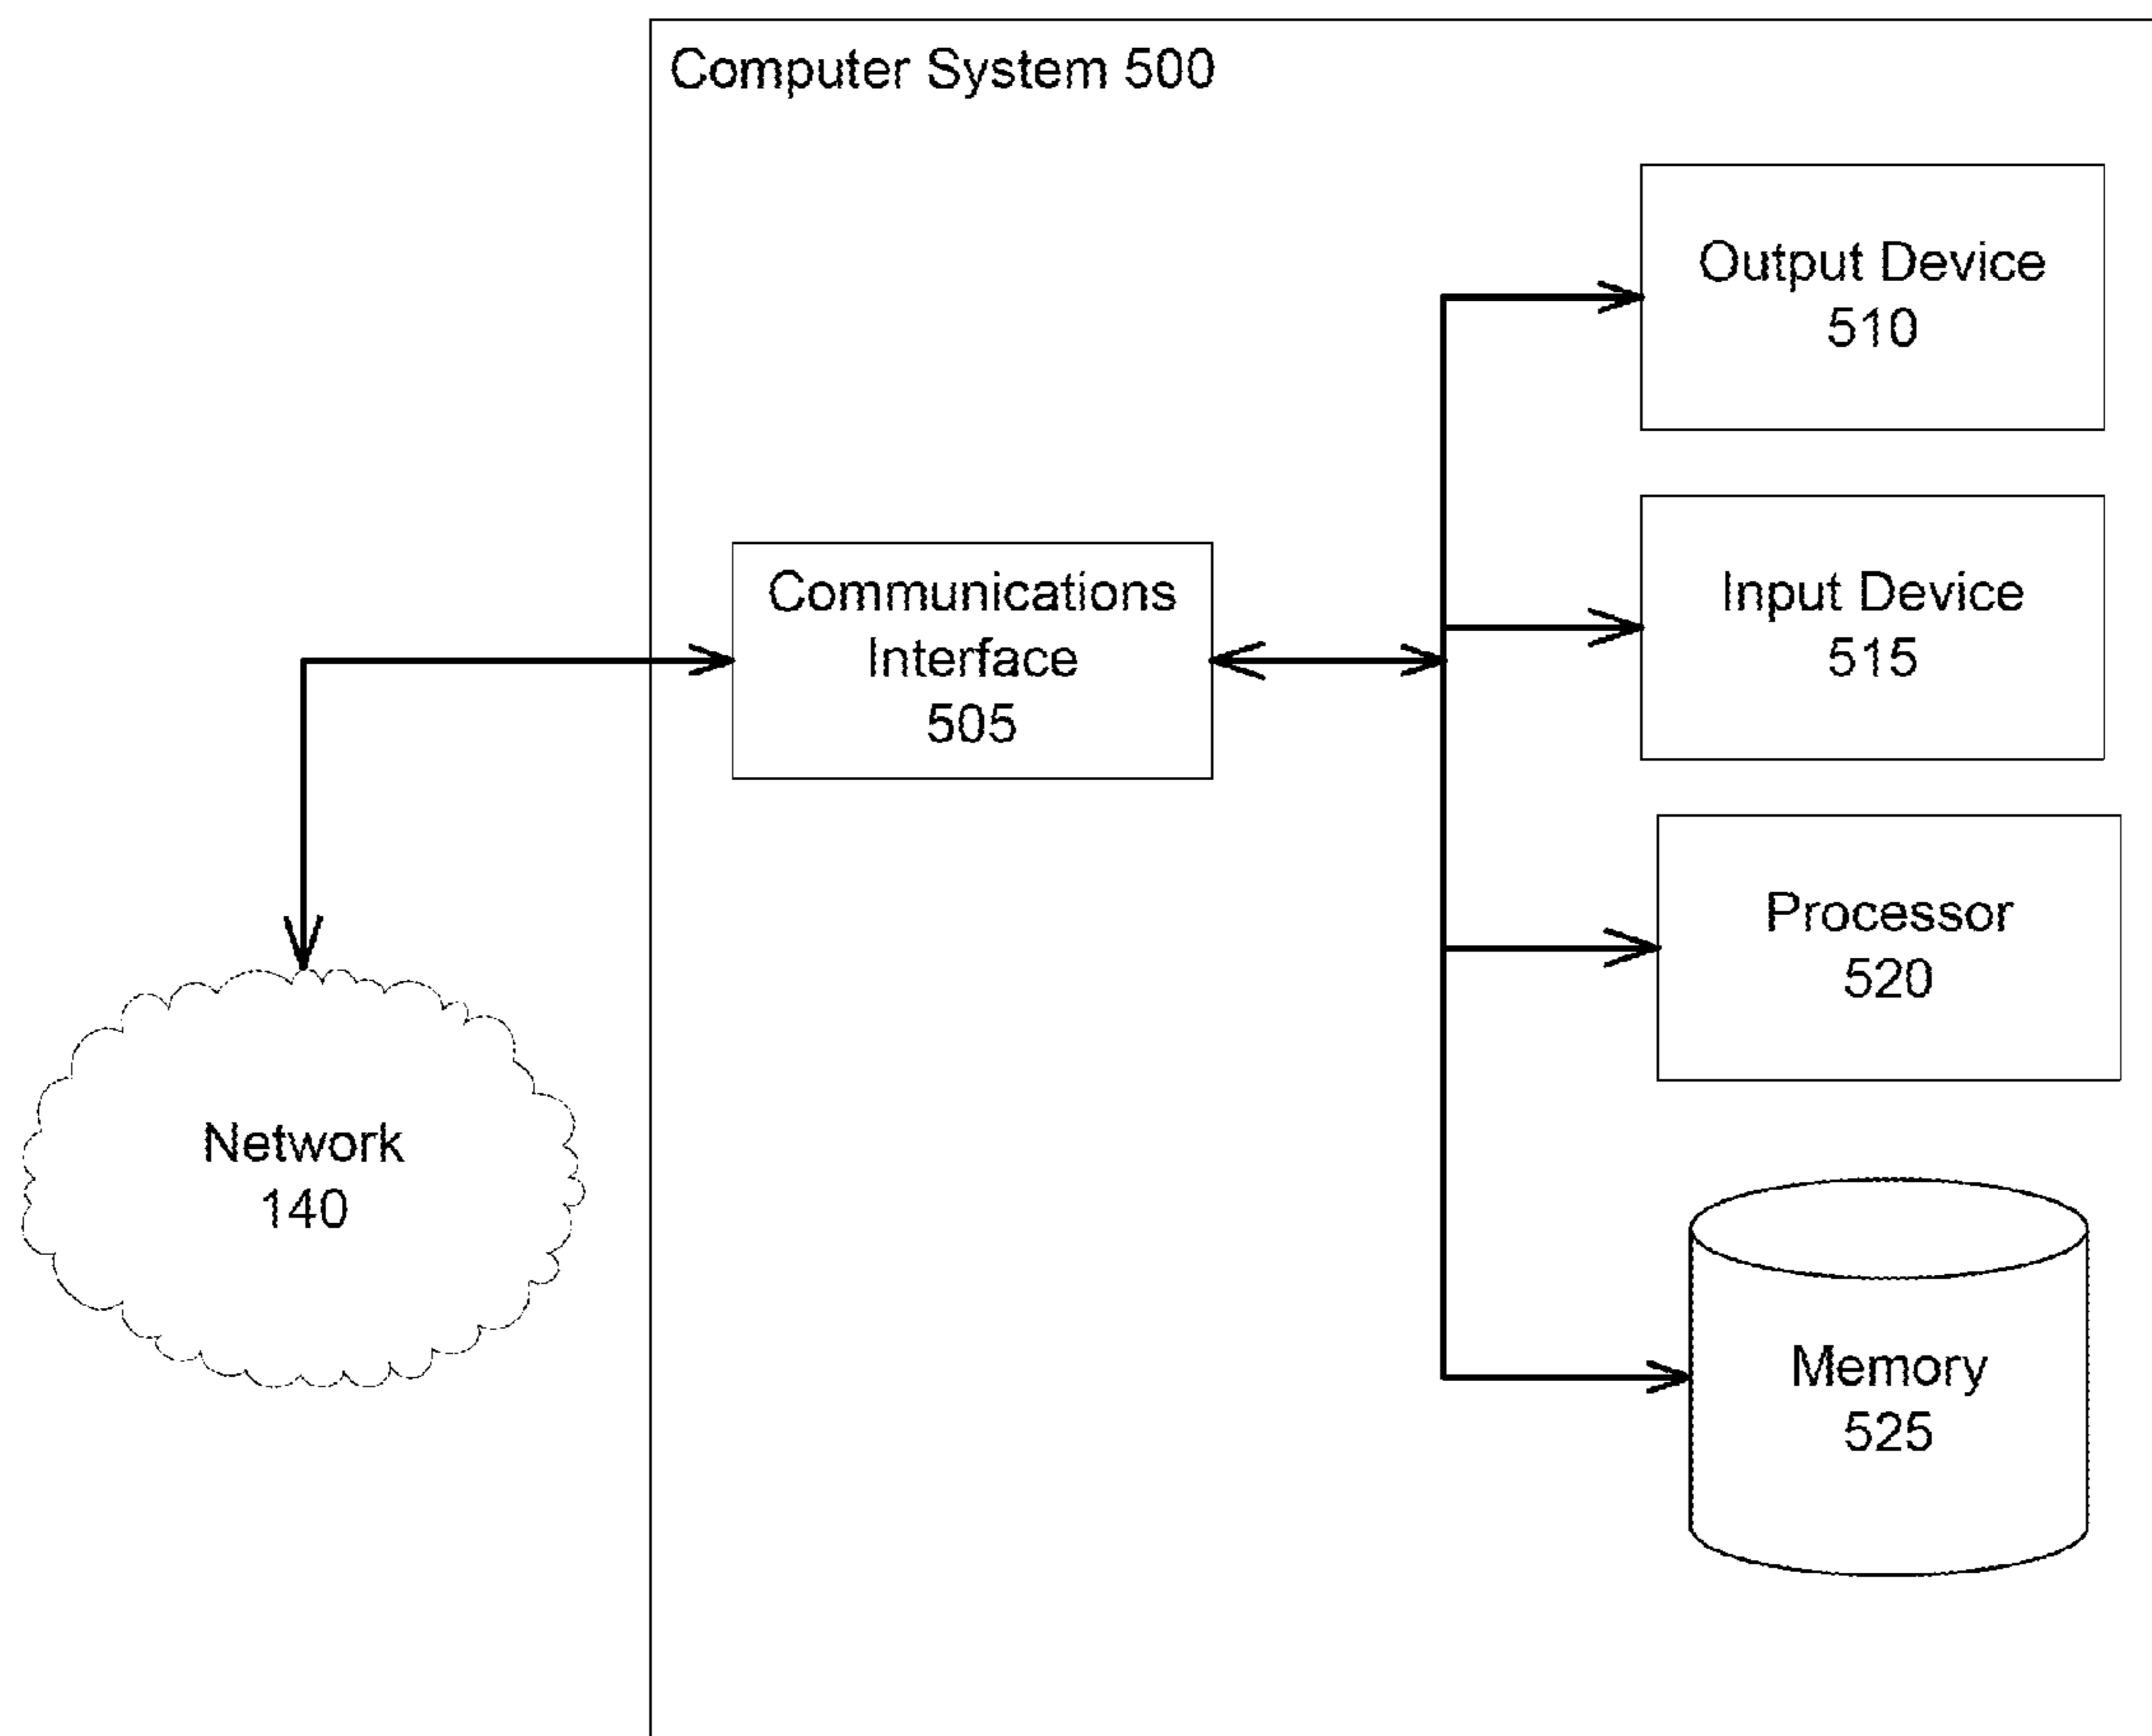 Computer System 500
Output Device
510
Communications
Interface
505
Input Device
515
Processor
520
Network
140
Memory
525